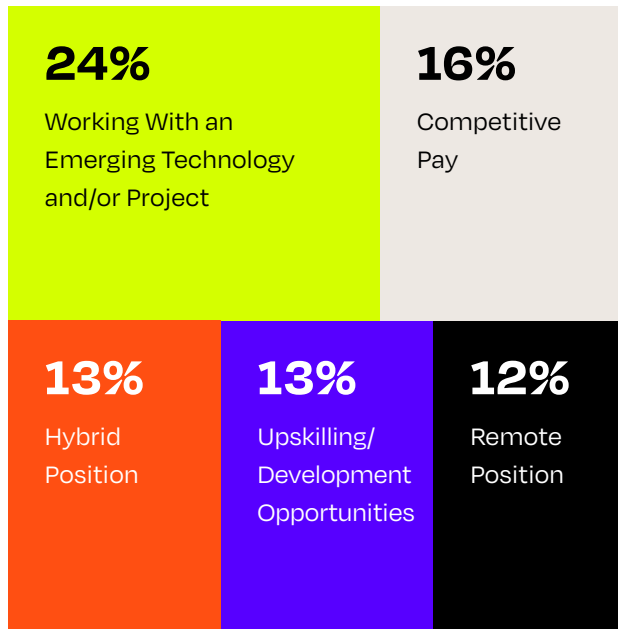 24%
Working With an
Emerging Technology
and/or Project
16%
Competitive
Pay
13%
Hybrid
Position
13%
Upskilling/
Development
Opportunities
12%
Remote
Position